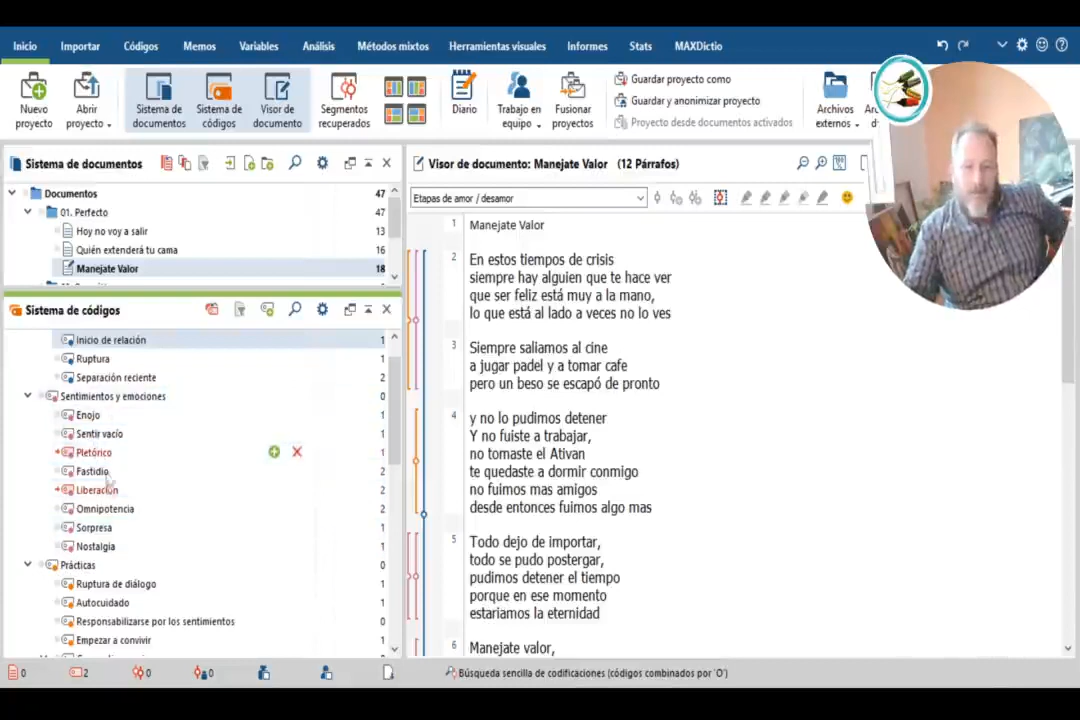 Inicio Importar Códigos Memos Variables Análisis Métodos mixtos Herramientas visuales Informes Stats MAXDictio
Nuevo proyecto
Abrir proyecto
Sistema de documentos
Sistema de códigos
Visor de documento
Segmentos recuperados
Diario
Trabajo en equipo
Fusionar proyectos
Guardar proyecto como
Guardar y anonimizar proyecto
Proyecto desde documentos activados
Archivos externos
Sistema de documentos
Documentos 47
01. Perfecto 47
Hoy no voy a salir 13
Quién extenderá tu cama 16
Manejate Valor 18
Sistema de códigos
Inicio de relación 1
Ruptura 1
Separación reciente 2
Sentimientos y emociones 0
Enojo 1
Sentir vacío 1
Pletórico 1
Fastidio 2
Liberación 2
Omnipotencia 2
Sorpresa 1
Nostalgia 1
Prácticas 0
Ruptura de diálogo 1
Autocuidado 1
Responsabilizarse por los sentimientos 0
Empezar a convivir 1
Visor de documento: Manejate Valor (12 Párrafos)
Etapas de amor / desamor
1 Manejate Valor
2 En estos tiempos de crisis
siempre hay alguien que te hace ver
que ser feliz está muy a la mano,
lo que está al lado a veces no lo ves
3 Siempre saliamos al cine
a jugar padel y a tomar cafe
pero un beso se escapó de pronto
4 y no lo pudimos detener
Y no fuiste a trabajar,
no tomaste el Ativan
te quedaste a dormir conmigo
no fuimos mas amigos
desde entonces fuimos algo mas
5 Todo dejo de importar,
todo se pudo postergar,
pudimos detener el tiempo
porque en ese momento
estariamos la eternidad
6 Manejate valor,
0 2 0 0
Búsqueda sencilla de codificaciones (códigos combinados por 'O')